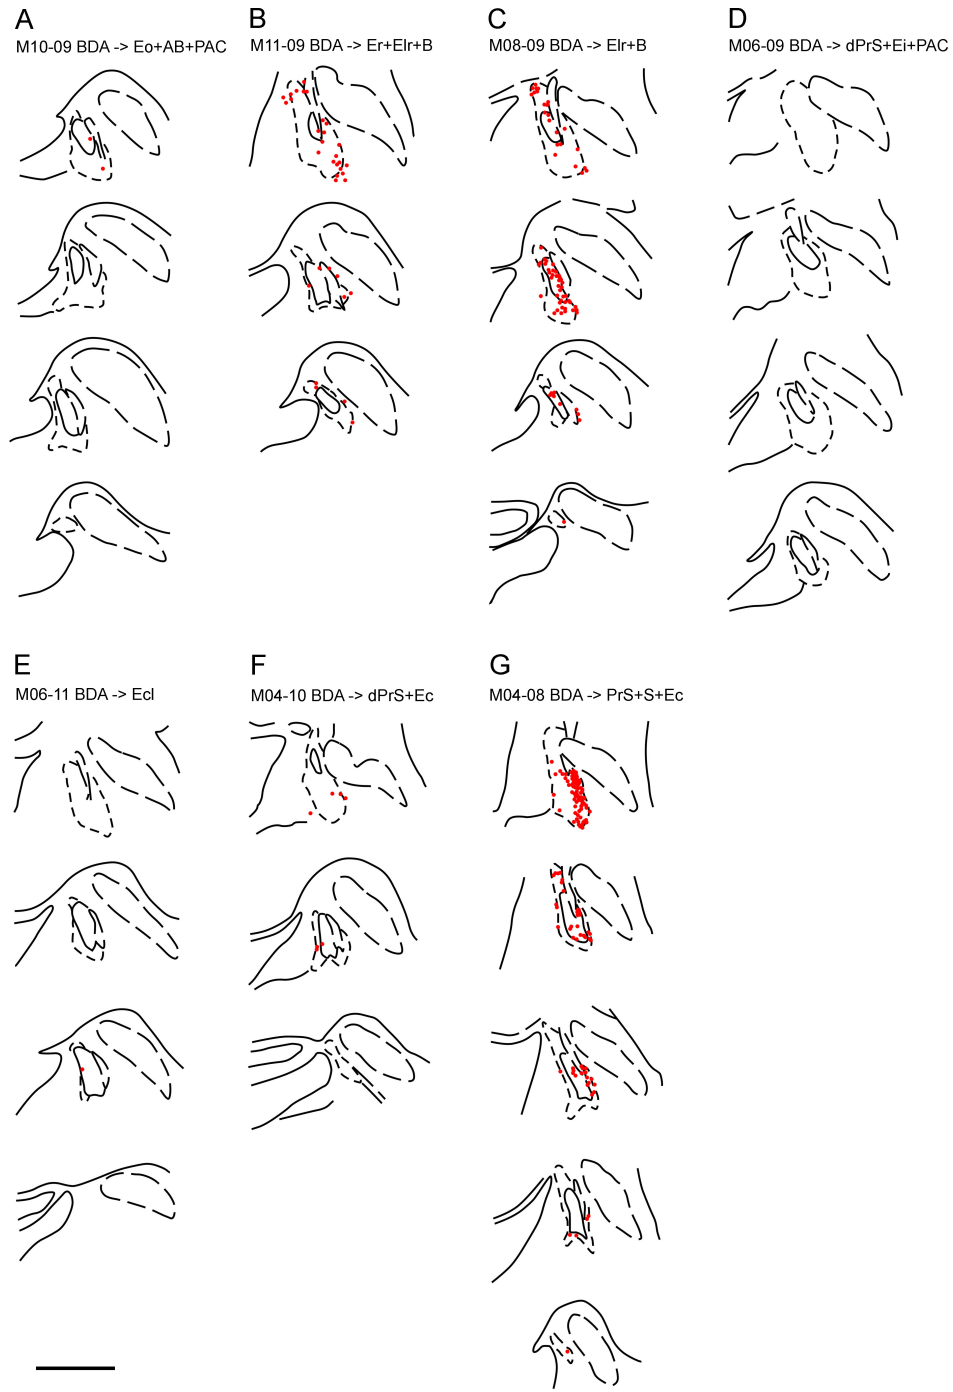 A
M10-09 BDA -> Eo+AB+PAC
B
M11-09 BDA -> Er+Elr+B
C
M08-09 BDA -> Elr+B
D
M06-09 BDA -> dPrS+Ei+PAC
E
M06-11 BDA -> Ecl
F
M04-10 BDA -> dPrS+Ec
G
M04-08 BDA -> PrS+S+Ec